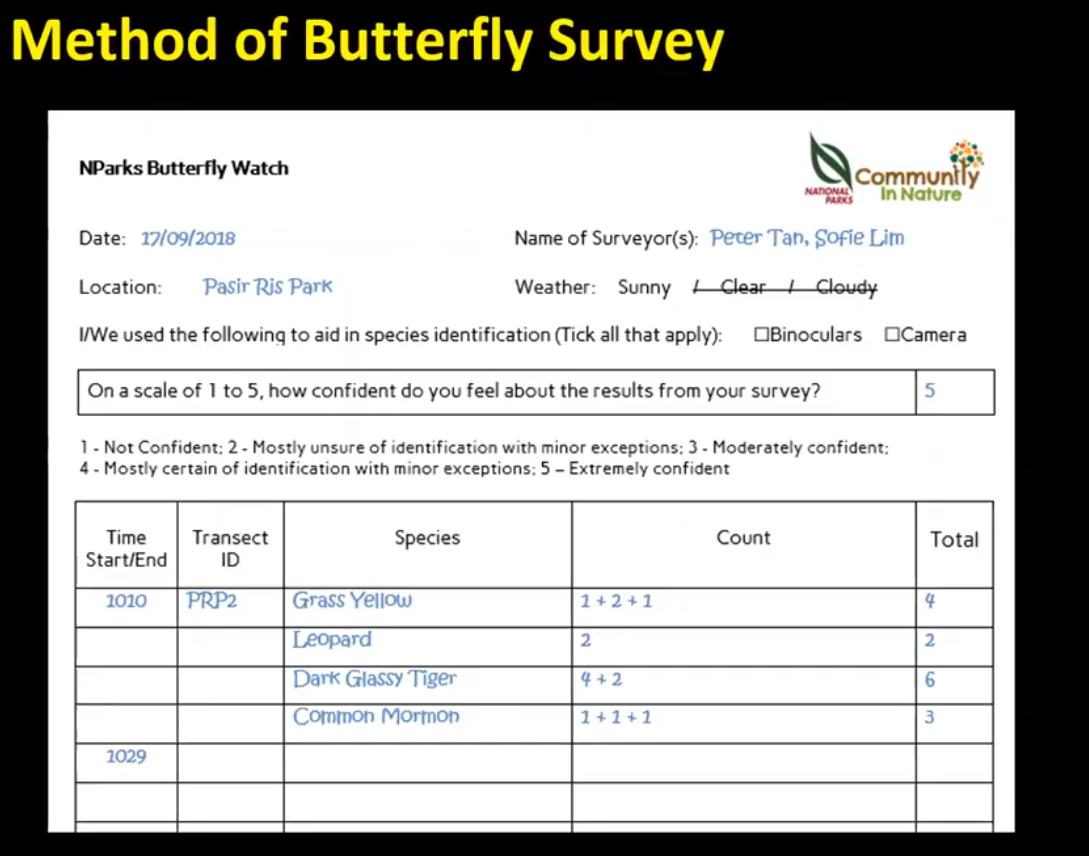 Method of Butterfly Survey
NParks Butterfly Watch
NATIONAL PARKS
Community
In Nature
Date: 17/09/2018 Name of Surveyor(s): Peter Tan, Sofie Lim
Location: Pasir Ris Park Weather: Sunny / Clear / Cloudy
I/We used the following to aid in species identification (Tick all that apply): ☐Binoculars ☐Camera
On a scale of 1 to 5, how confident do you feel about the results from your survey? 5
1 - Not Confident; 2 - Mostly unsure of identification with minor exceptions; 3 - Moderately confident;
4 - Mostly certain of identification with minor exceptions; 5 – Extremely confident
Time Start/End Transect ID Species Count Total
1010 PRP2 Grass Yellow 1 + 2 + 1 4
Leopard 2 2
Dark Glassy Tiger 4 + 2 6
Common Mormon 1 + 1 + 1 3
1029